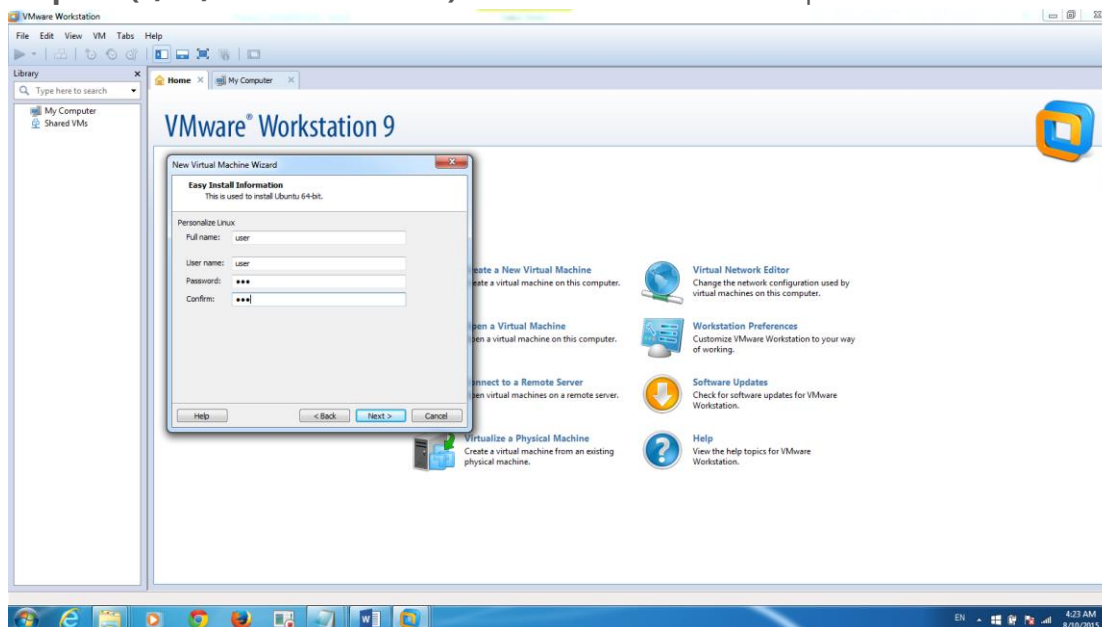 VMware Workstation
File Edit View VM Tabs Help
Library
Type here to search
My Computer
Shared VMs
Home
My Computer
VMware® Workstation 9
New Virtual Machine Wizard
Easy Install Information
This is used to install Ubuntu 64-bit.
Personalize Linux
Full name: user
User name: user
Password: •••
Confirm: •••
Help < Back Next > Cancel
eate a New Virtual Machine
eate a virtual machine on this computer.
pen a Virtual Machine
pen a virtual machine on this computer.
onnect to a Remote Server
pen virtual machines on a remote server.
Virtualize a Physical Machine
Create a virtual machine from an existing
physical machine.
Virtual Network Editor
Change the network configuration used by
virtual machines on this computer.
Workstation Preferences
Customize VMware Workstation to your way
of working.
Software Updates
Check for software updates for VMware
Workstation.
Help
View the help topics for VMware
Workstation.
EN
4:23 AM
8/10/2015